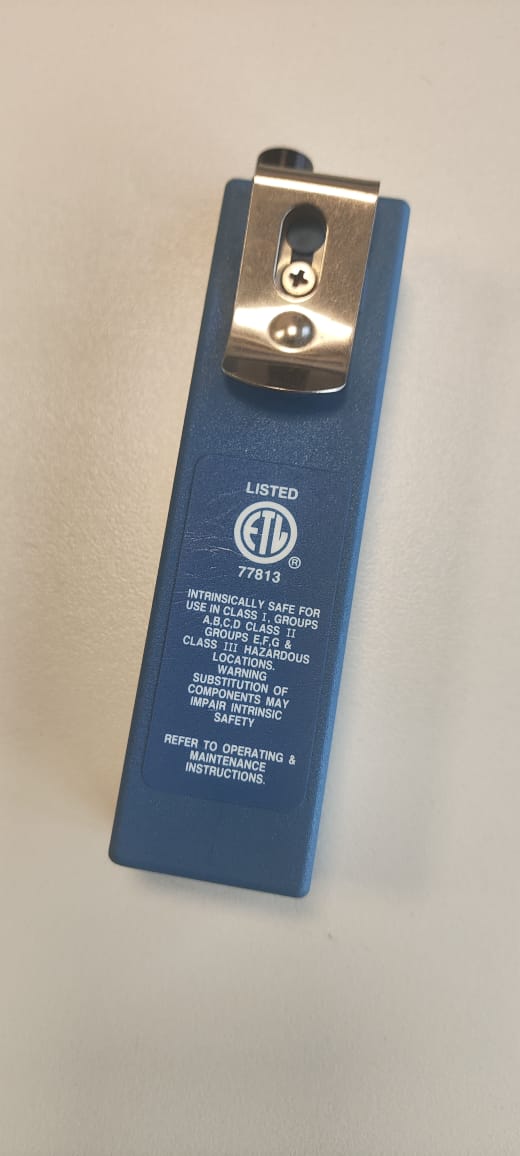 LISTED
ETL
®
77813
INTRINSICALLY SAFE FOR
USE IN CLASS I, GROUPS
A,B,C,D CLASS II
GROUPS E,F,G &
CLASS III HAZARDOUS
LOCATIONS.
WARNING
SUBSTITUTION OF
COMPONENTS MAY
IMPAIR INTRINSIC
SAFETY
REFER TO OPERATING &
MAINTENANCE
INSTRUCTIONS.